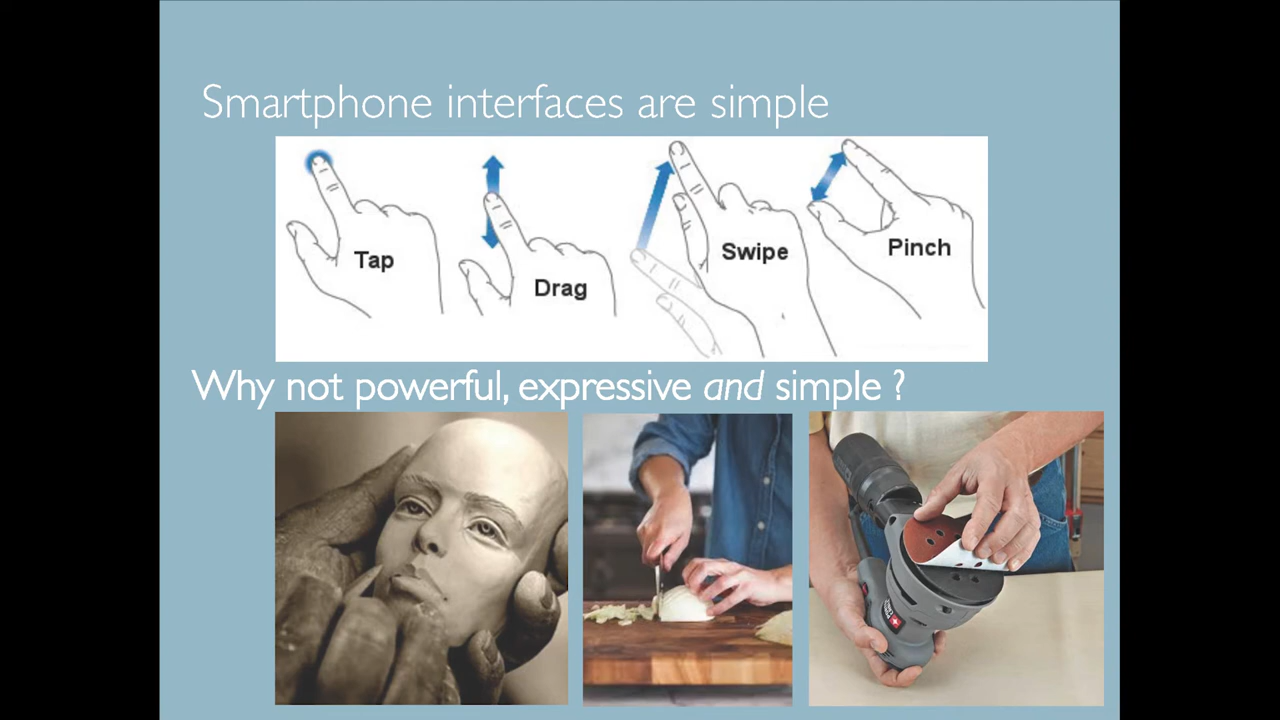 Smartphone interfaces are simple
Tap
Drag
Swipe
Pinch
Why not powerful, expressive and simple ?